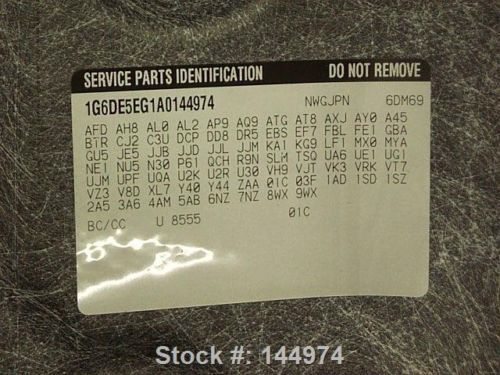 SERVICE PARTS IDENTIFICATION DO NOT REMOVE
1G6DE5EG1A0144974 NWGJPN 6DM69
AFD AH8 AL0 AL2 AP9 AQ9 ATG AT8 AXJ AY0 A45
BTR CJ2 C3U DCP DD8 DR5 EBS EF7 FBL FE1 GBA
GU5 JE5 JJB JJD JLL JJM KA1 KG9 LF1 MX0 MYA
NE1 NU5 N30 P61 QCH R9N SLM TSQ UA6 UE1 UG1
UJM UPF UQA U2K U2R U30 VH9 VJT VK3 VRK VT7
VZ3 V8D XL7 Y40 Y44 ZAA 01C 03F 1AD 1SD 1SZ
2A5 3A6 4AM 5AB 6NZ 7NZ 8WX 9WX
BC/CC U 8555 01C
Stock #: 144974